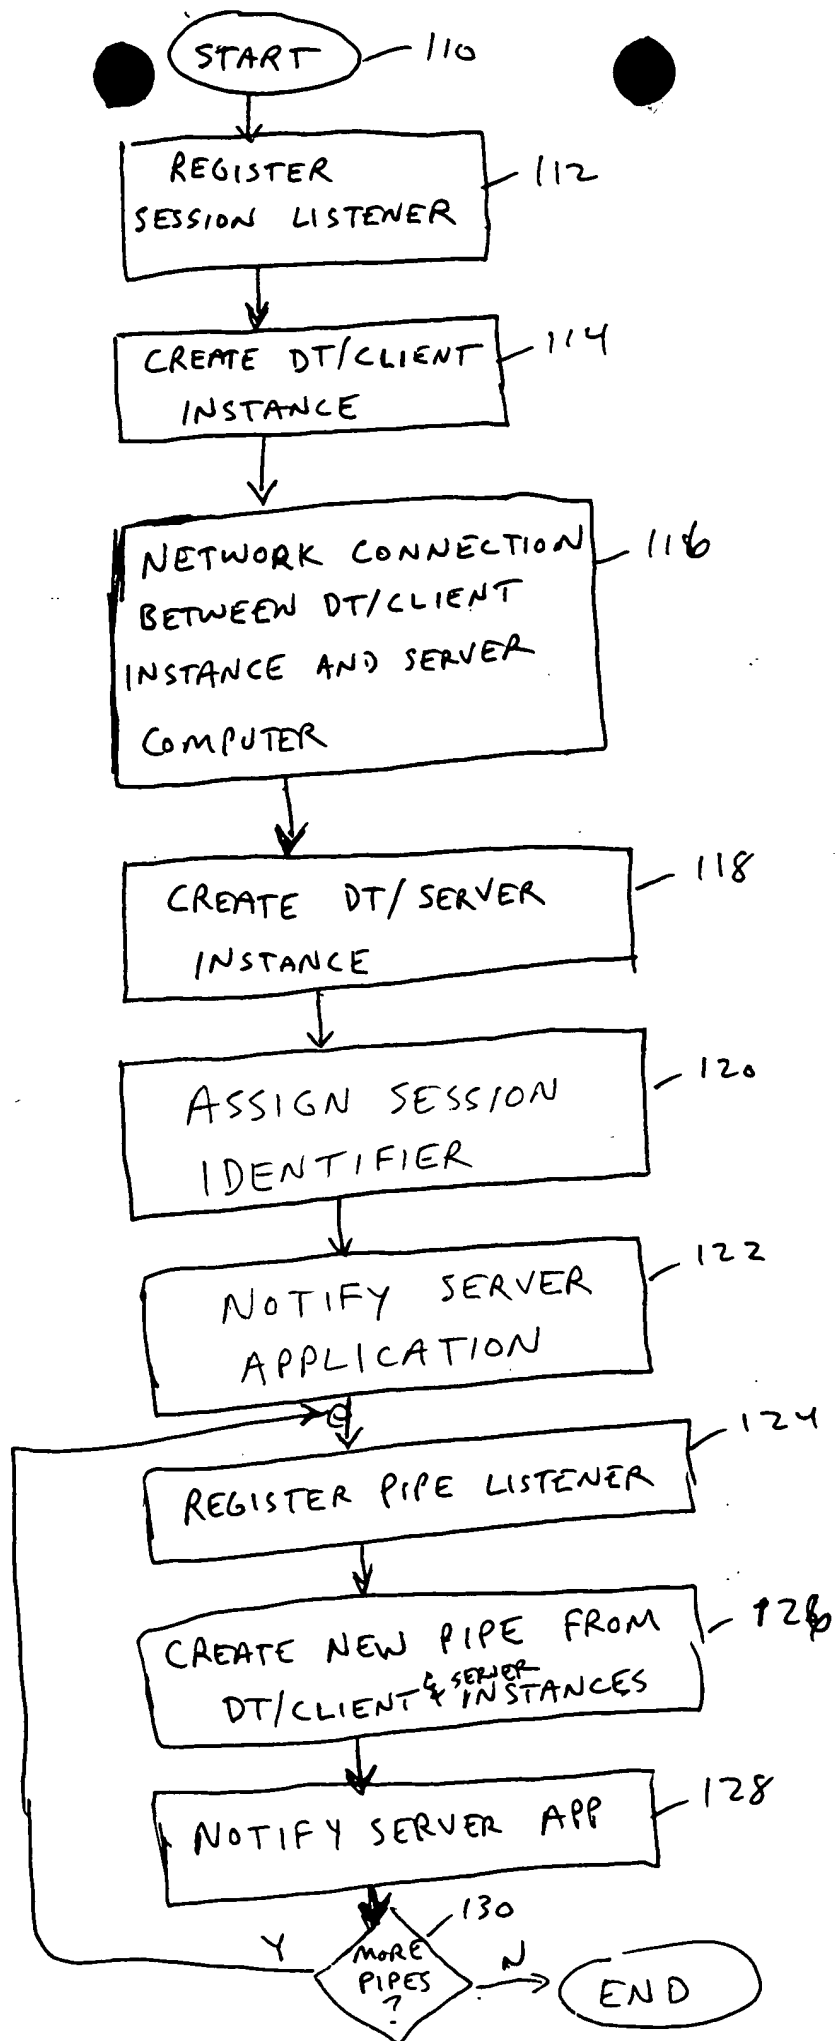 START
110
REGISTER
SESSION LISTENER
112
CREATE DT/CLIENT
INSTANCE
114
NETWORK CONNECTION
BETWEEN DT/CLIENT
INSTANCE AND SERVER
COMPUTER
116
CREATE DT/SERVER
INSTANCE
118
ASSIGN SESSION
IDENTIFIER
120
NOTIFY SERVER
APPLICATION
122
REGISTER PIPE LISTENER
124
CREATE NEW PIPE FROM
DT/CLIENT & SERVER INSTANCES
126
NOTIFY SERVER APP
128
MORE
PIPES
?
130
Y
N
END